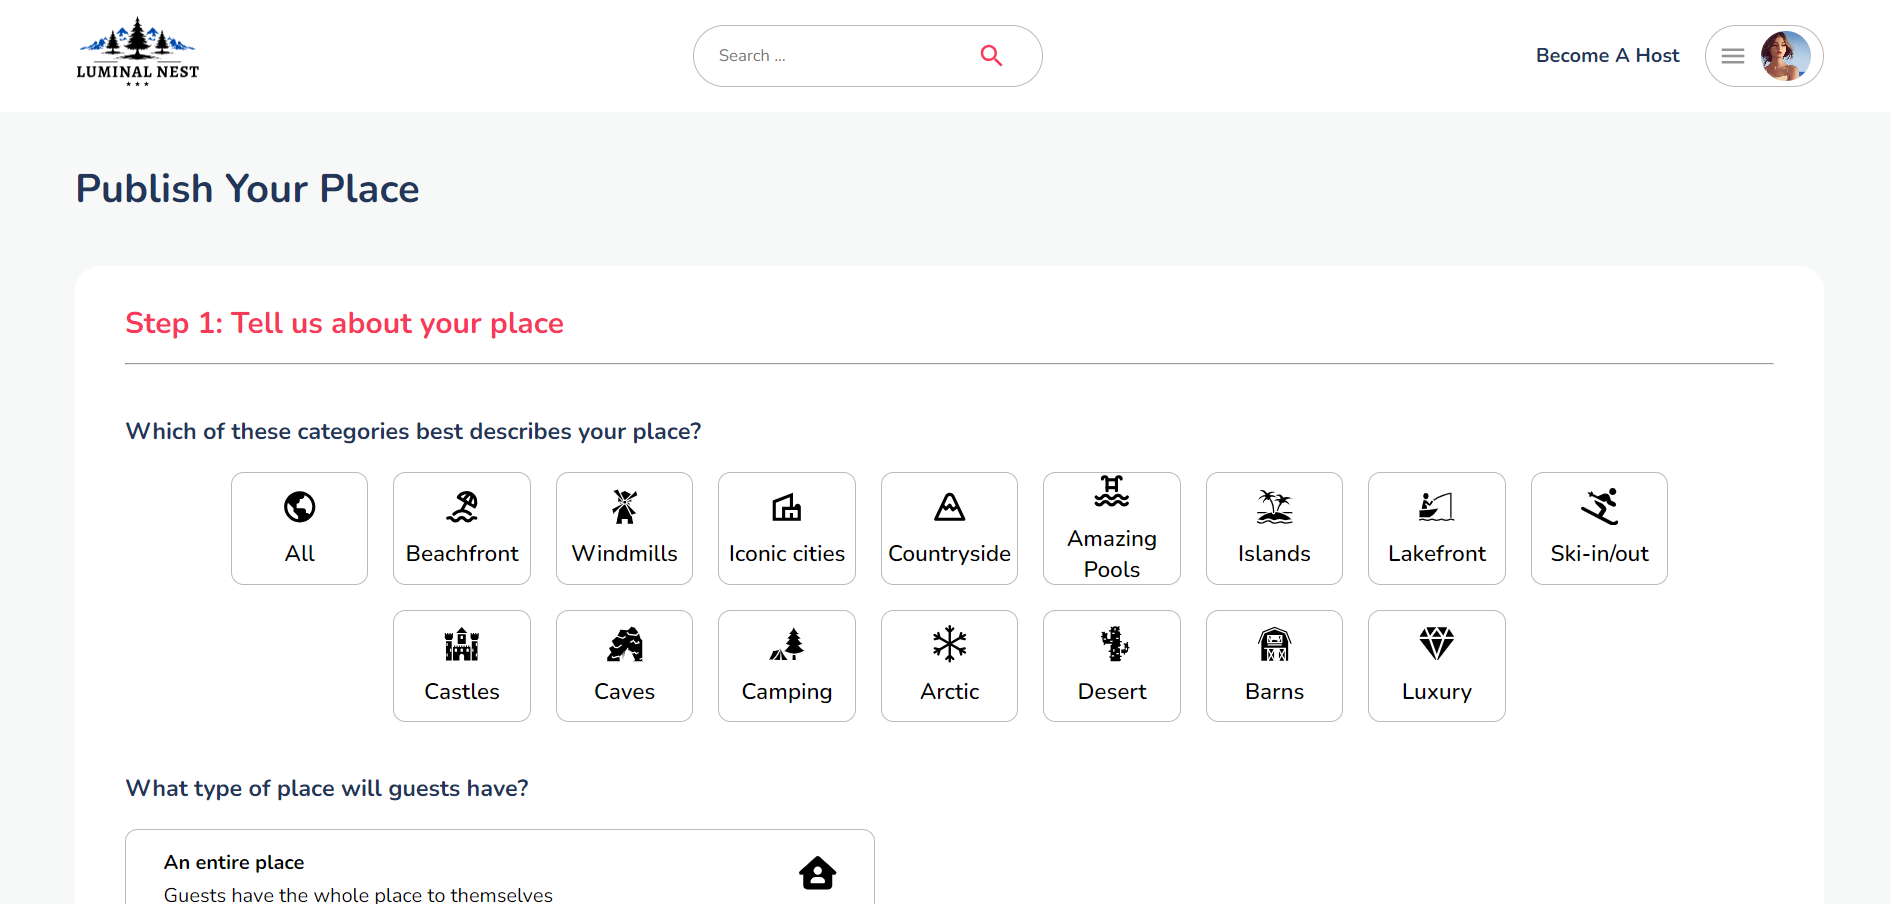 LUMINAL NEST
Search ...
Become A Host
Publish Your Place
Step 1: Tell us about your place
Which of these categories best describes your place?
All
Beachfront
Windmills
Iconic cities
Countryside
Amazing
Pools
Islands
Lakefront
Ski-in/out
Castles
Caves
Camping
Arctic
Desert
Barns
Luxury
What type of place will guests have?
An entire place
Guests have the whole place to themselves